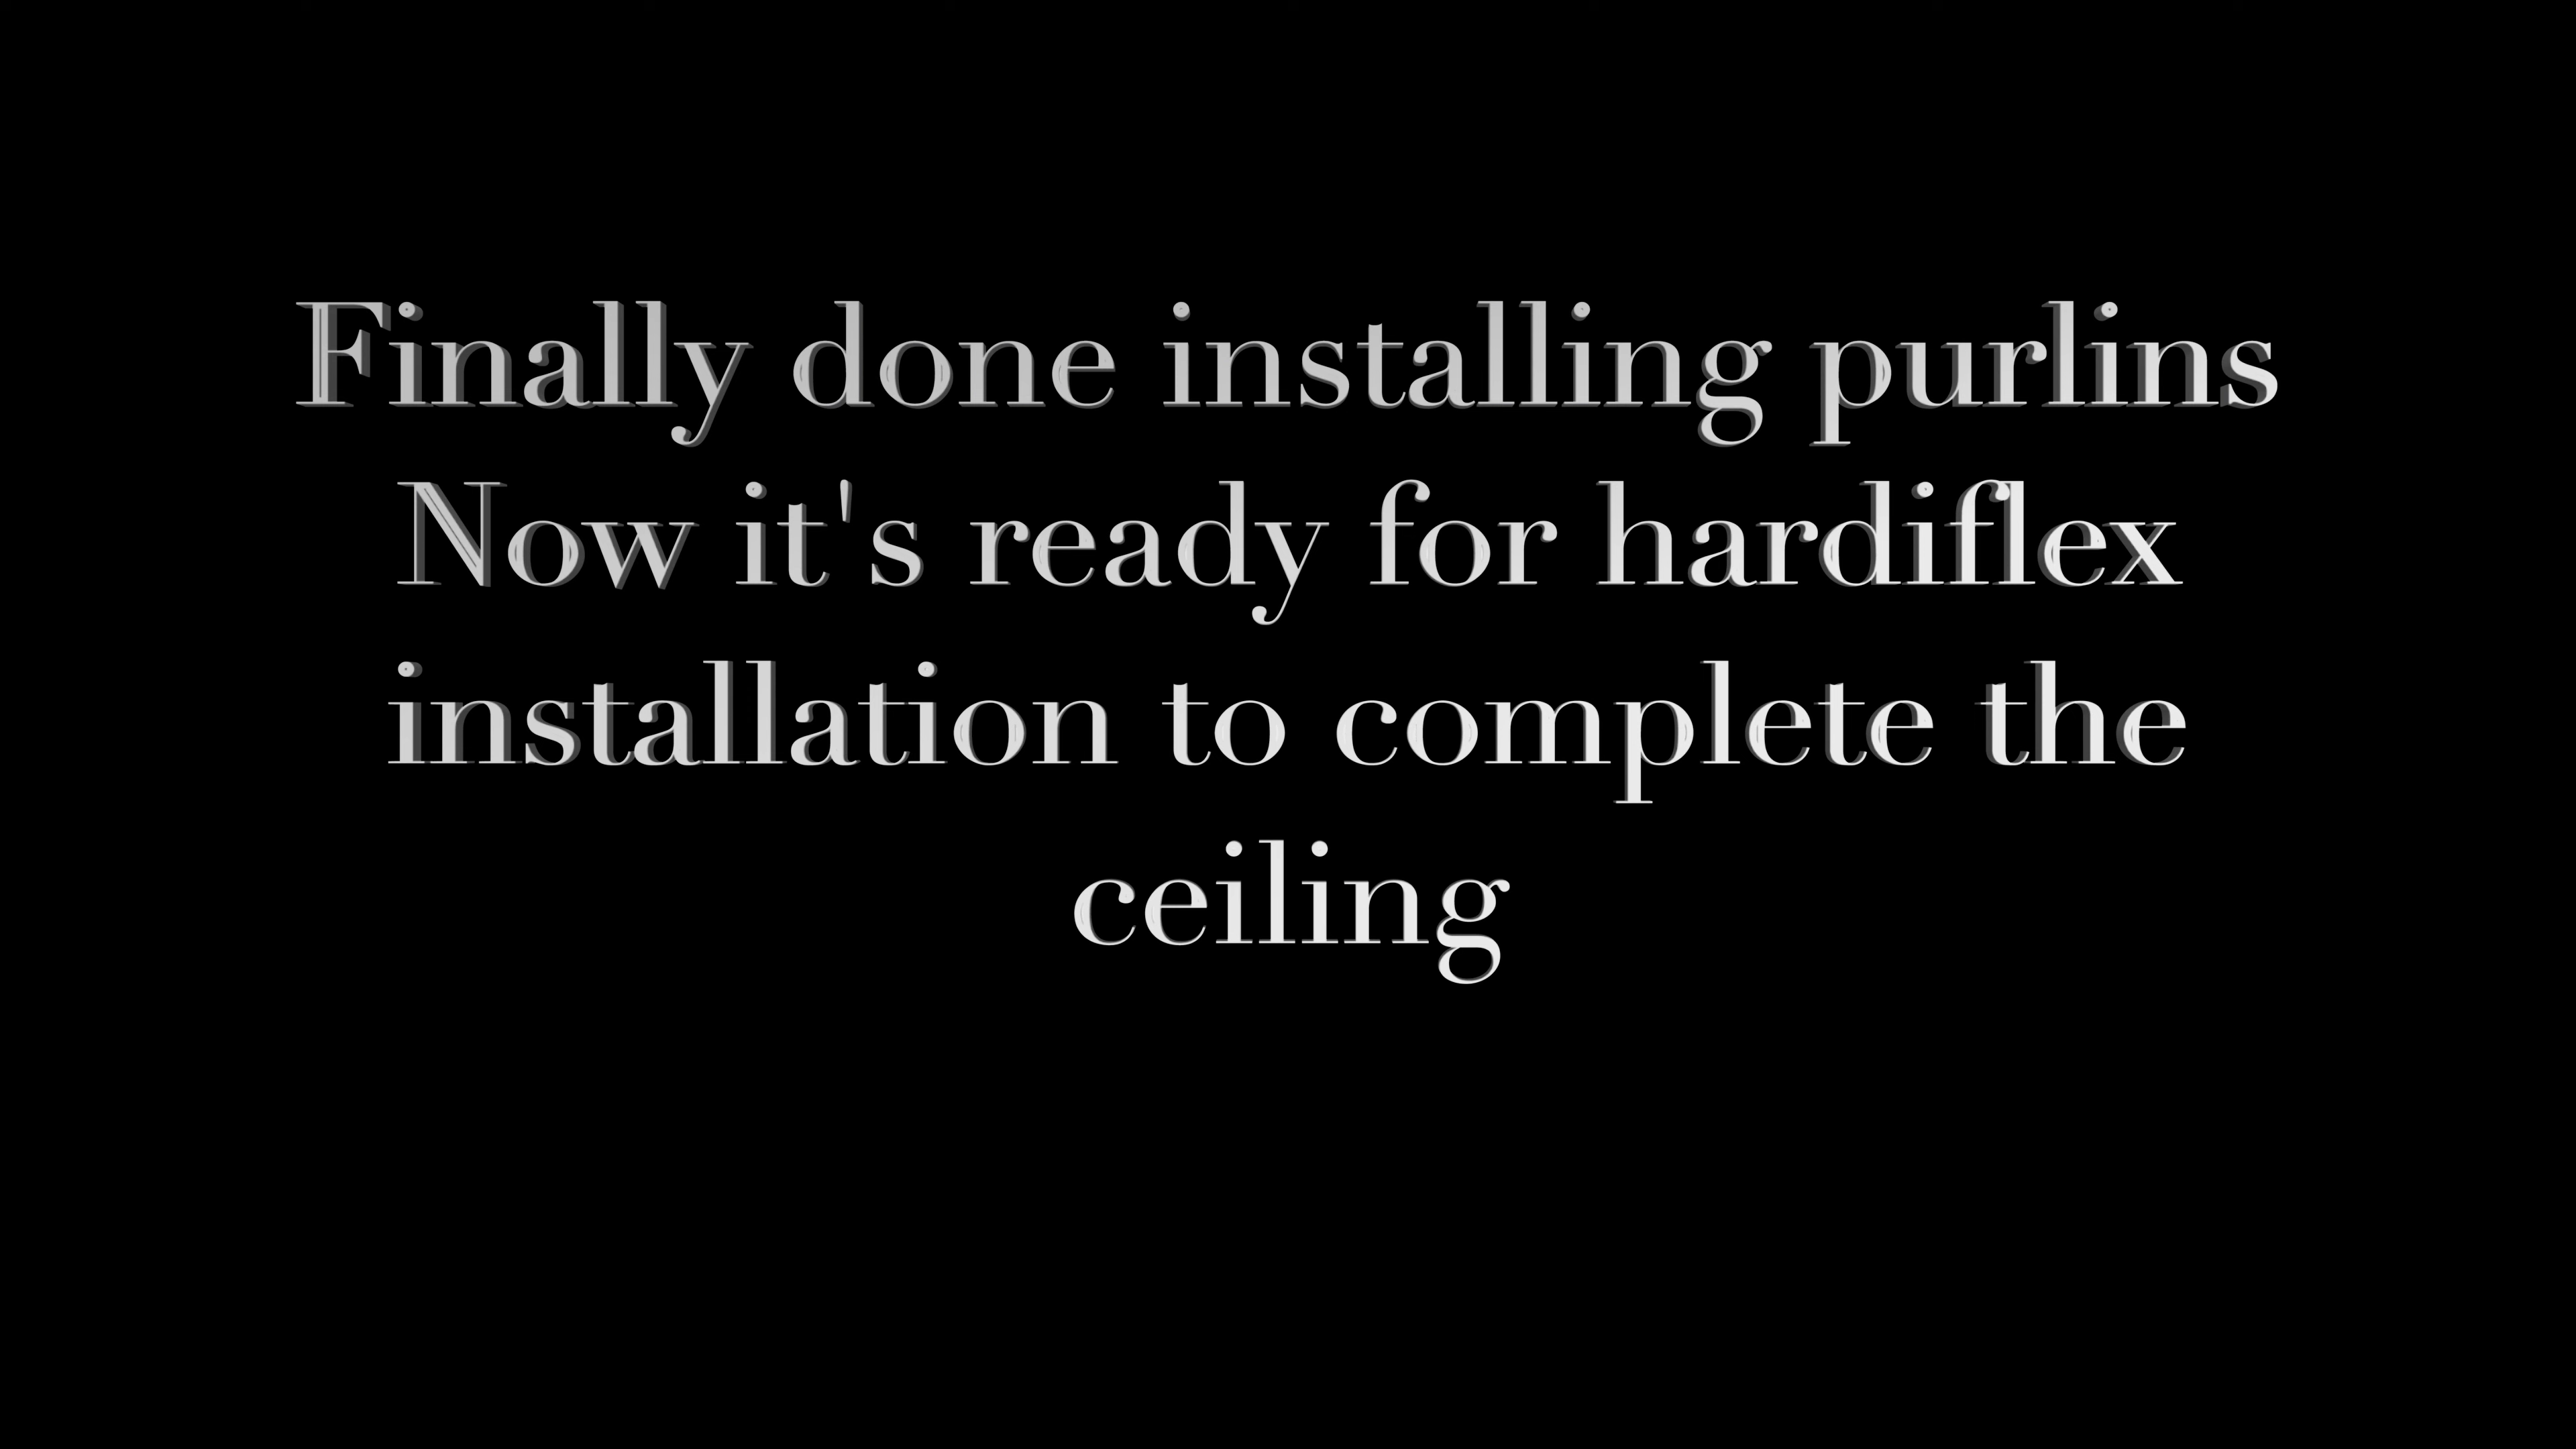 Finally done installing purlins
Now it's ready for hardiflex
installation to complete the
ceiling